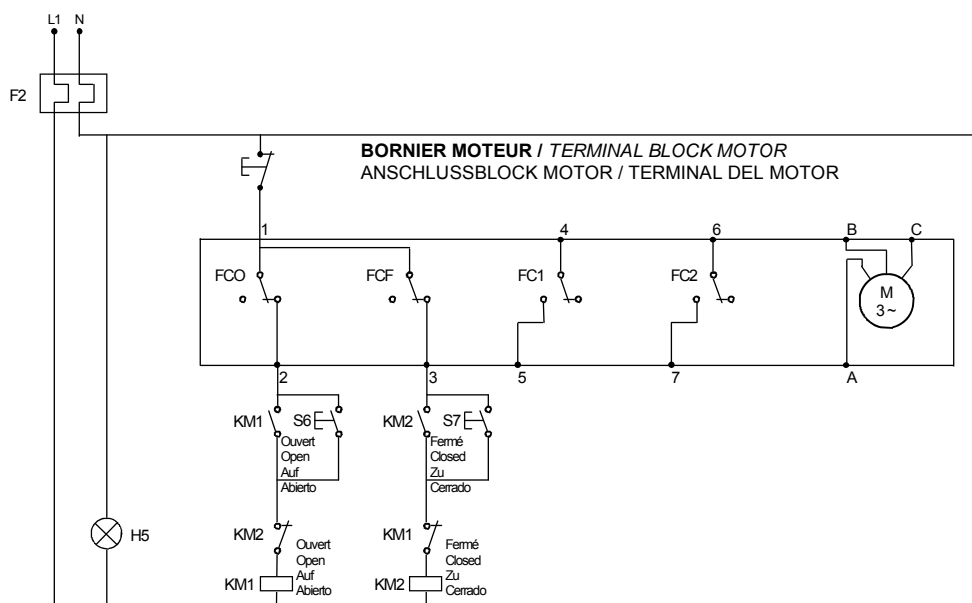 L1 N
F2
BORNIER MOTEUR / TERMINAL BLOCK MOTOR
ANSCHLUSSBLOCK MOTOR / TERMINAL DEL MOTOR
1 4 6 B C
FCO FCF FC1 FC2 M
3~
2 3 5 7 A
KM1 S6 KM2 S7
Ouvert Fermé
Open Closed
Auf Zu
Abierto Cerrado
KM2 KM1
H5
Ouvert Fermé
Open Closed
KM1 Auf KM2 Zu
Abierto Cerrado